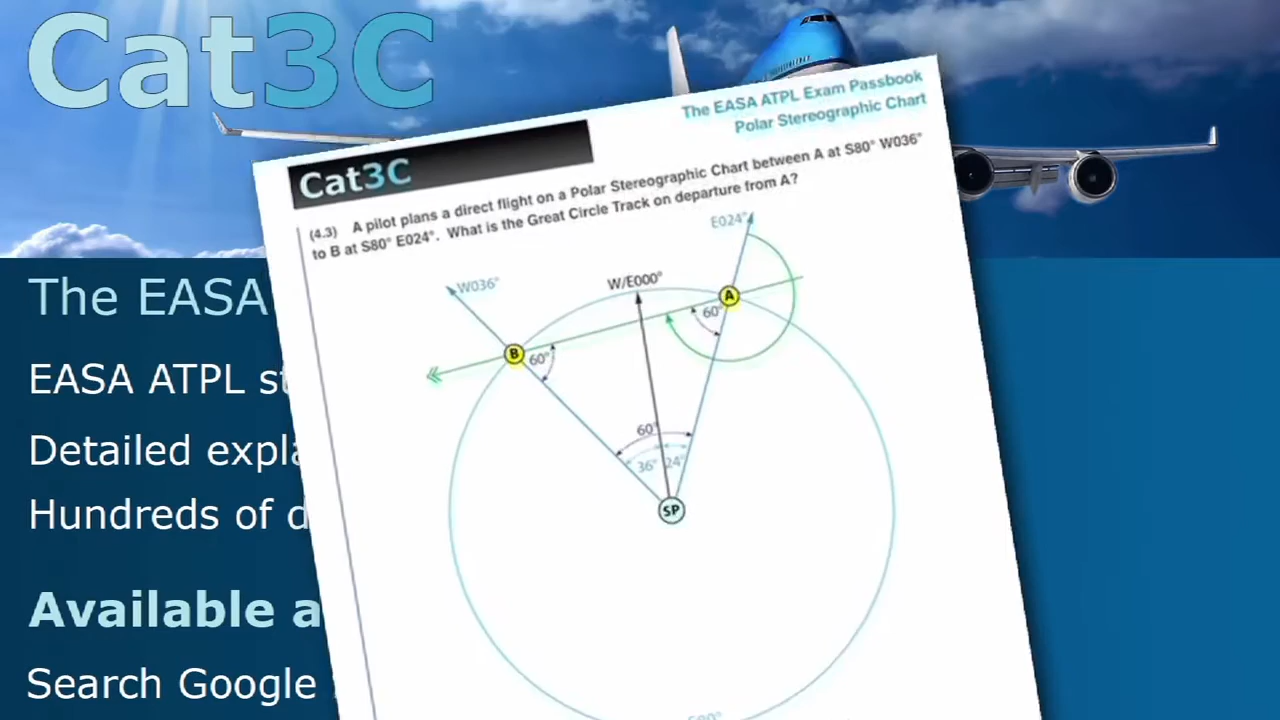 Cat3C
The EASA ATPL Exam Passbook
Polar Stereographic Chart
Cat3C
(4.3) A pilot plans a direct flight on a Polar Stereographic Chart between A at S80° W036°
to B at S80° E024°. What is the Great Circle Track on departure from A?
E024°
W036°
W/E000°
A
60°
B
60°
60°
36° 24°
SP
The EASA
EASA ATPL
Detailed
Hundreds of
Available
Search Google